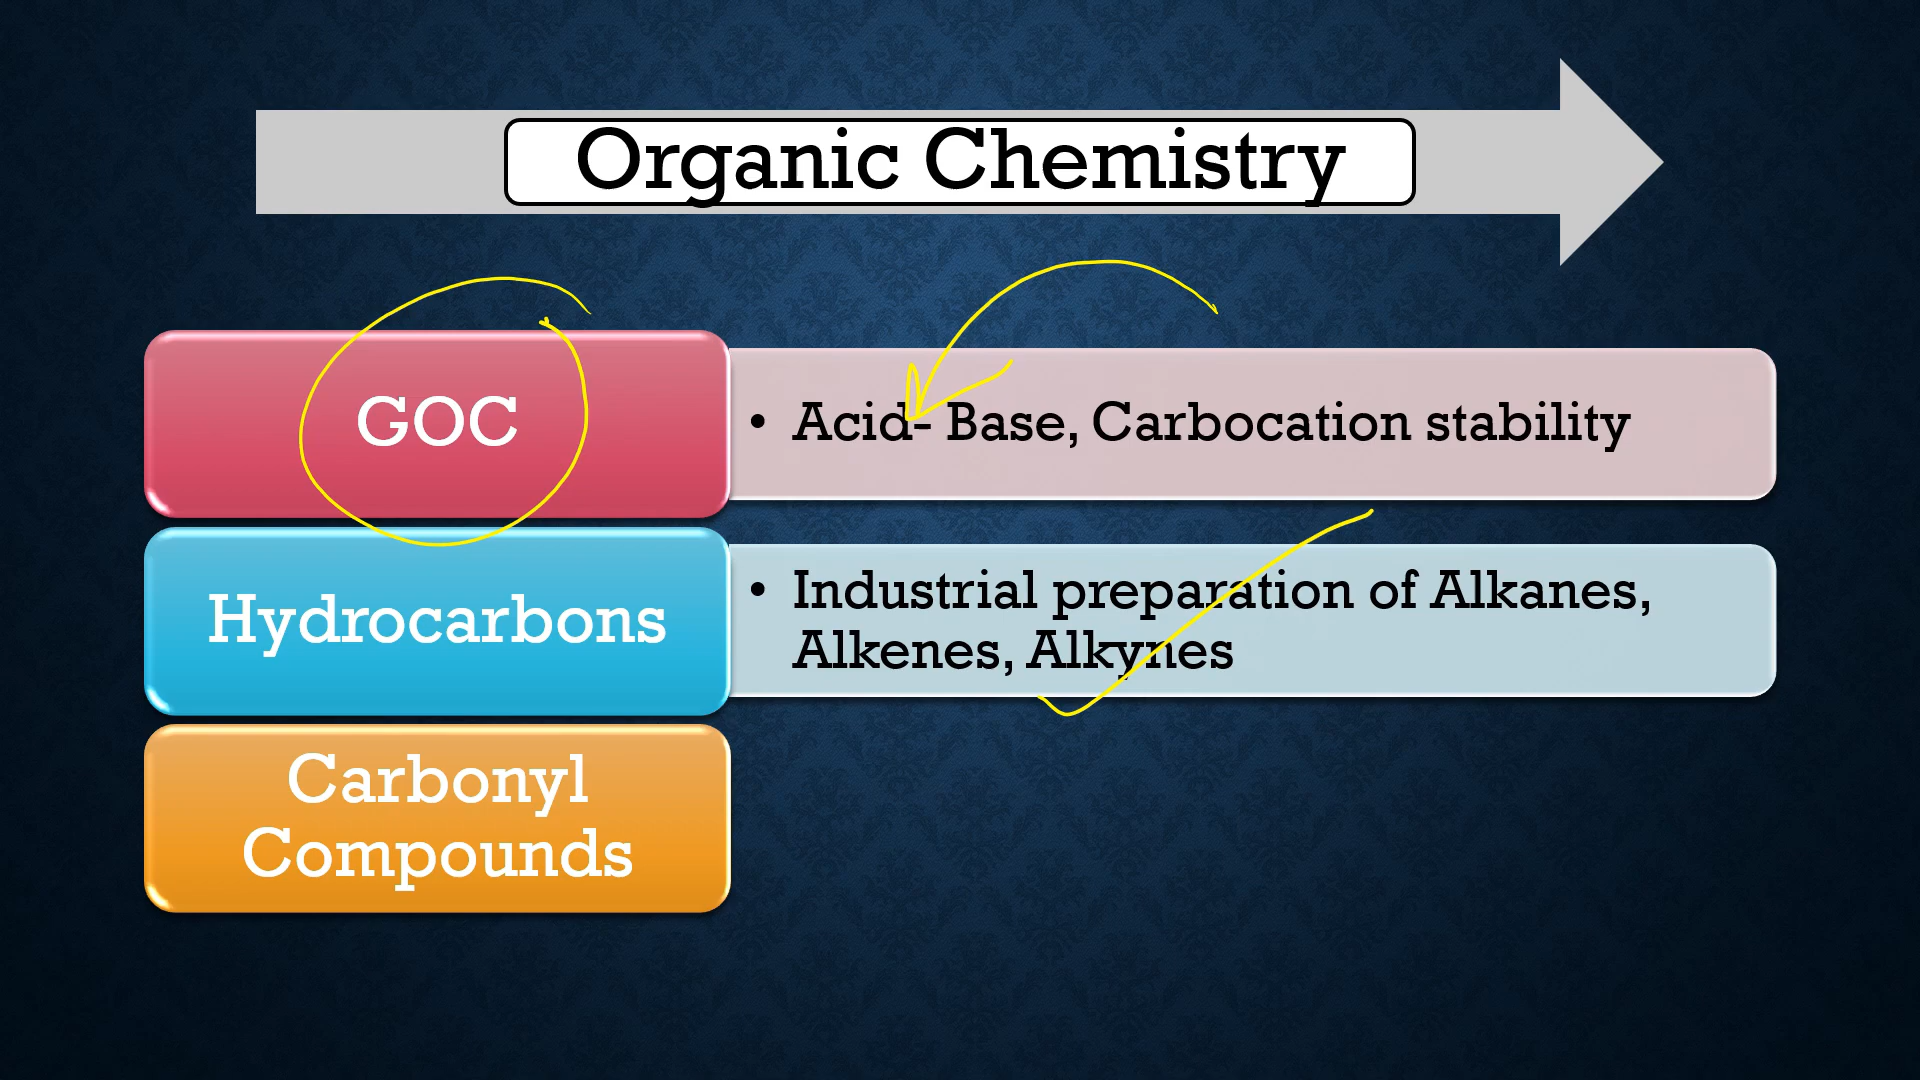 Organic Chemistry
GOC
• Acid- Base, Carbocation stability
Hydrocarbons
• Industrial preparation of Alkanes,
Alkenes, Alkynes
Carbonyl
Compounds